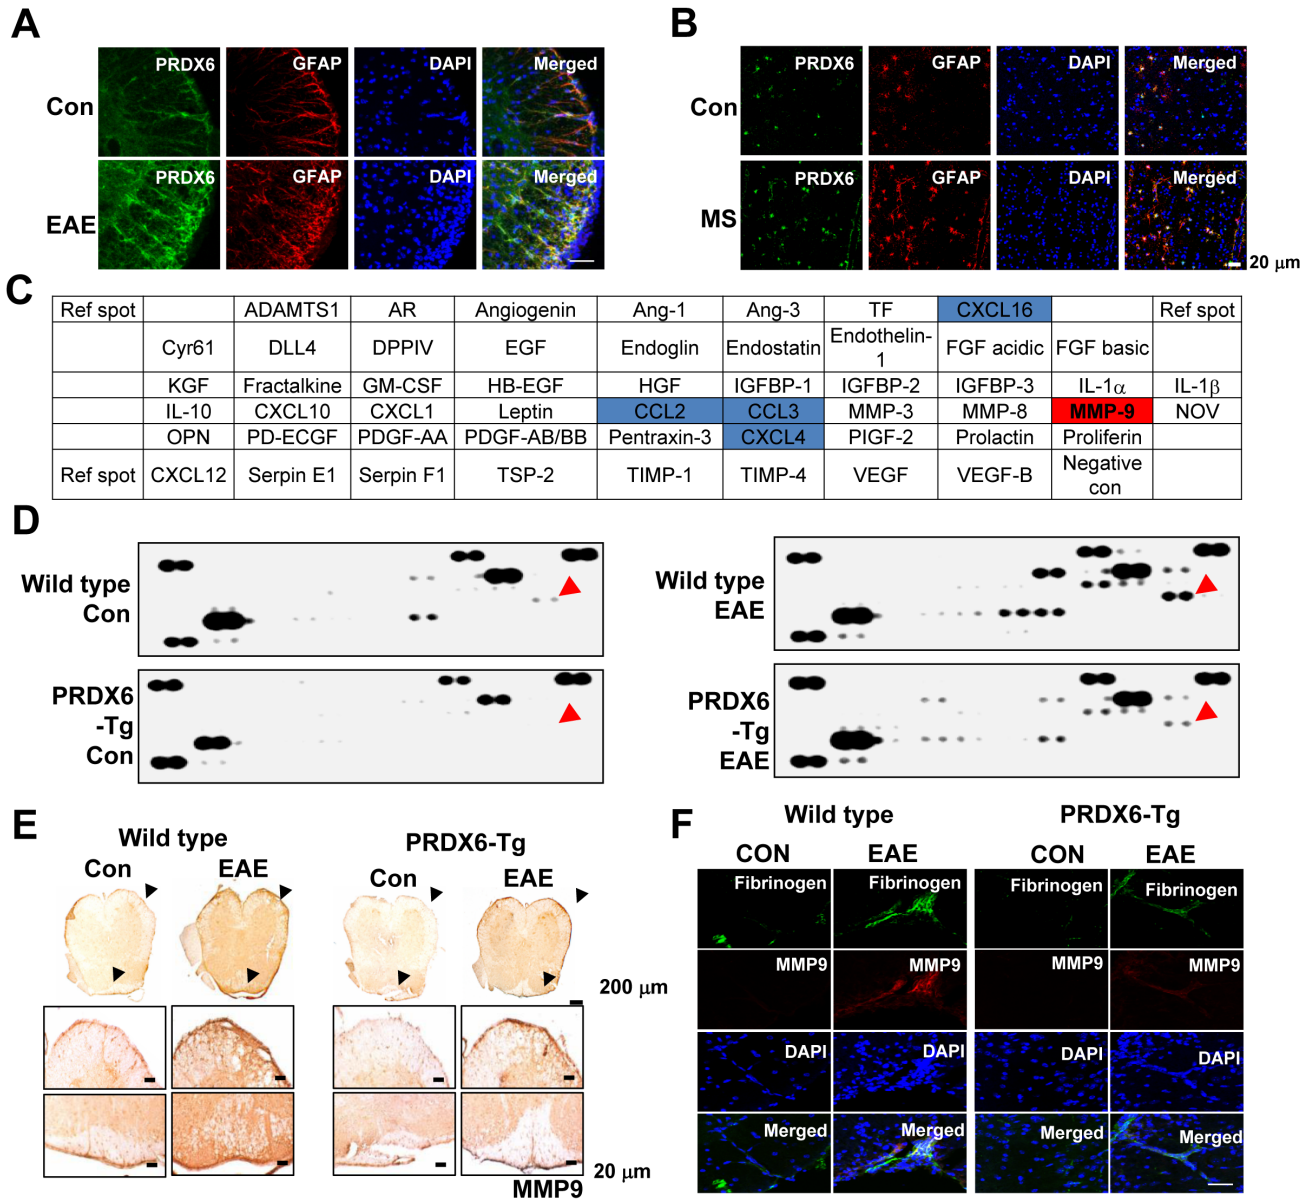 A
PRDX6 GFAP DAPI Merged
Con
PRDX6 GFAP DAPI Merged
EAE
B
PRDX6 GFAP DAPI Merged
Con
PRDX6 GFAP DAPI Merged
MS
20 µm
C
Ref spot ADAMTS1 AR Angiogenin Ang-1 Ang-3 TF CXCL16 Ref spot
Cyr61 DLL4 DPPIV EGF Endoglin Endostatin Endothelin-1 FGF acidic FGF basic
KGF Fractalkine GM-CSF HB-EGF HGF IGFBP-1 IGFBP-2 IGFBP-3 IL-1α IL-1β
IL-10 CXCL10 CXCL1 Leptin CCL2 CCL3 MMP-3 MMP-8 MMP-9 NOV
OPN PD-ECGF PDGF-AA PDGF-AB/BB Pentraxin-3 CXCL4 PIGF-2 Prolactin Proliferin
Ref spot CXCL12 Serpin E1 Serpin F1 TSP-2 TIMP-1 TIMP-4 VEGF VEGF-B Negative con
D
Wild type
Con
Wild type
EAE
PRDX6
-Tg
Con
PRDX6
-Tg
EAE
E
Wild type PRDX6-Tg
Con EAE Con EAE
200 µm
20 µm
MMP9
F
Wild type PRDX6-Tg
CON EAE CON EAE
Fibrinogen Fibrinogen Fibrinogen Fibrinogen
MMP9 MMP9 MMP9 MMP9
DAPI DAPI DAPI DAPI
Merged Merged Merged Merged